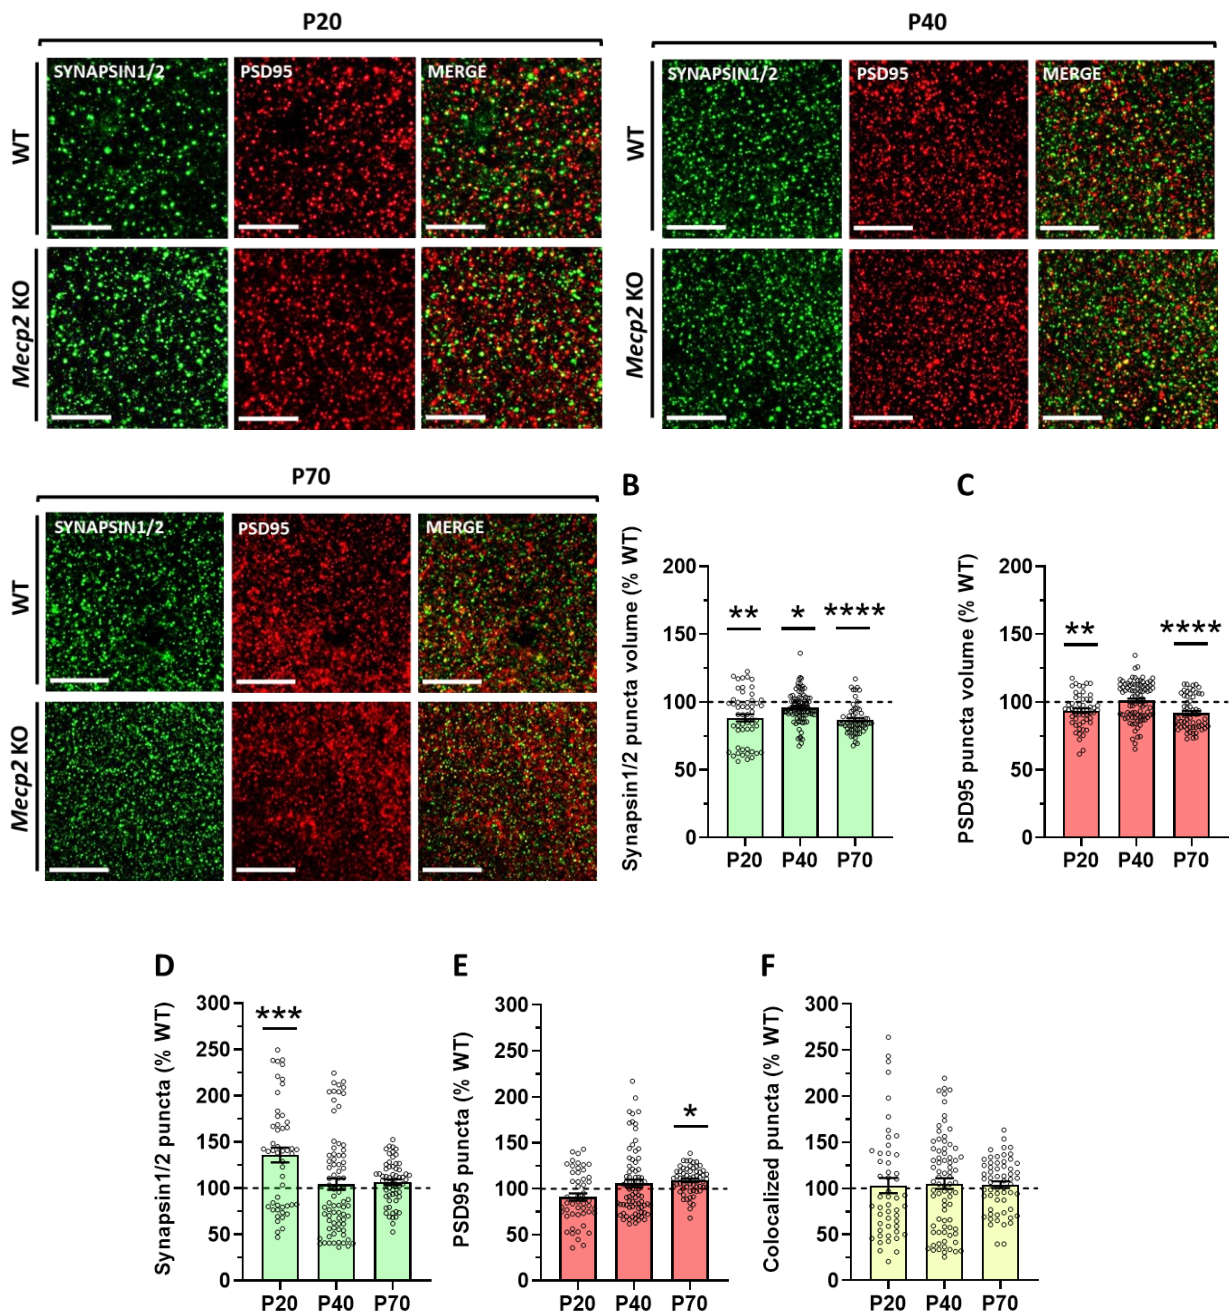 P20
P40
SYNAPSIN1/2 PSD95 MERGE
SYNAPSIN1/2 PSD95 MERGE
WT
WT
Mecp2 KO
Mecp2 KO
P70
SYNAPSIN1/2 PSD95 MERGE
WT
Mecp2 KO
B
Synapsin1/2 puncta volume (% WT)
200
150
100
50
0
** * ****
P20 P40 P70
C
PSD95 puncta volume (% WT)
200
150
100
50
0
** ****
P20 P40 P70
D
Synapsin1/2 puncta (% WT)
300
250
200
150
100
50
0
***
P20 P40 P70
E
PSD95 puncta (% WT)
300
250
200
150
100
50
0
*
P20 P40 P70
F
Colocalized puncta (% WT)
300
250
200
150
100
50
0
P20 P40 P70